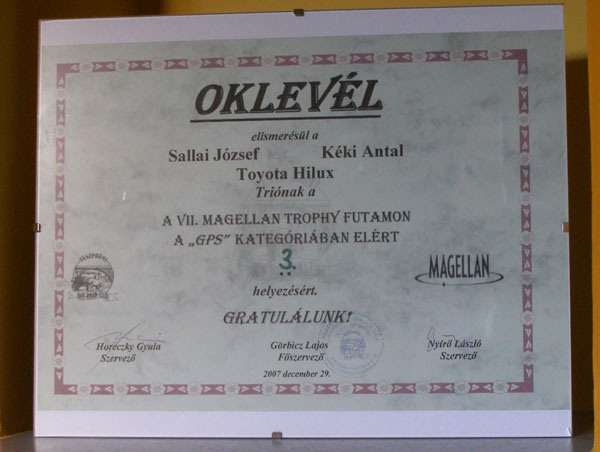 OKLEVÉL
elismerésül a
Sallai József Kéki Antal
Toyota Hilux
Triónak a
A VII. MAGELLAN TROPHY FUTAMON
A „GPS” KATEGÓRIÁBAN ELÉRT
3.
helyezésért.
MAGELLAN
GRATULÁLUNK!
Horeczky Gyula Görbicz Lajos Nyírő László
Szervező Főszervező Szervező
2007 december 29.